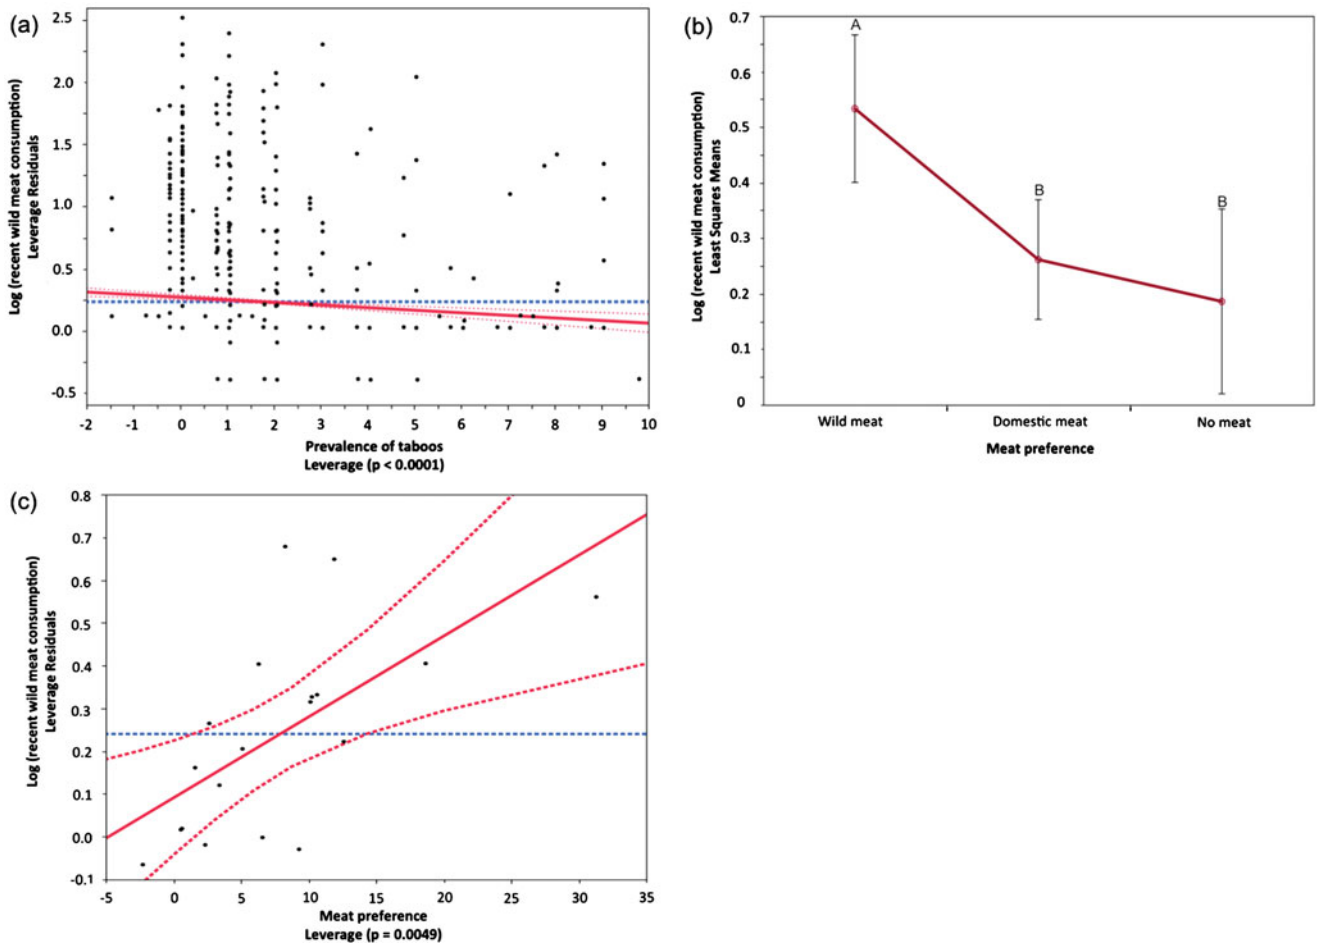 (a)
Log (recent wild meat consumption)
Leverage Residuals
2.5
2.0
1.5
1.0
0.5
0.0
-0.5
-2 -1 0 1 2 3 4 5 6 7 8 9 10
Prevalence of taboos
Leverage (p < 0.0001)
(b)
Log (recent wild meat consumption)
Least Squares Means
0.7
0.6
0.5
0.4
0.3
0.2
0.1
0
A
B
B
Wild meat Domestic meat No meat
Meat preference
(c)
Log (recent wild meat consumption)
Leverage Residuals
0.8
0.7
0.6
0.5
0.4
0.3
0.2
0.1
0.0
-0.1
-5 0 5 10 15 20 25 30 35
Meat preference
Leverage (p = 0.0049)